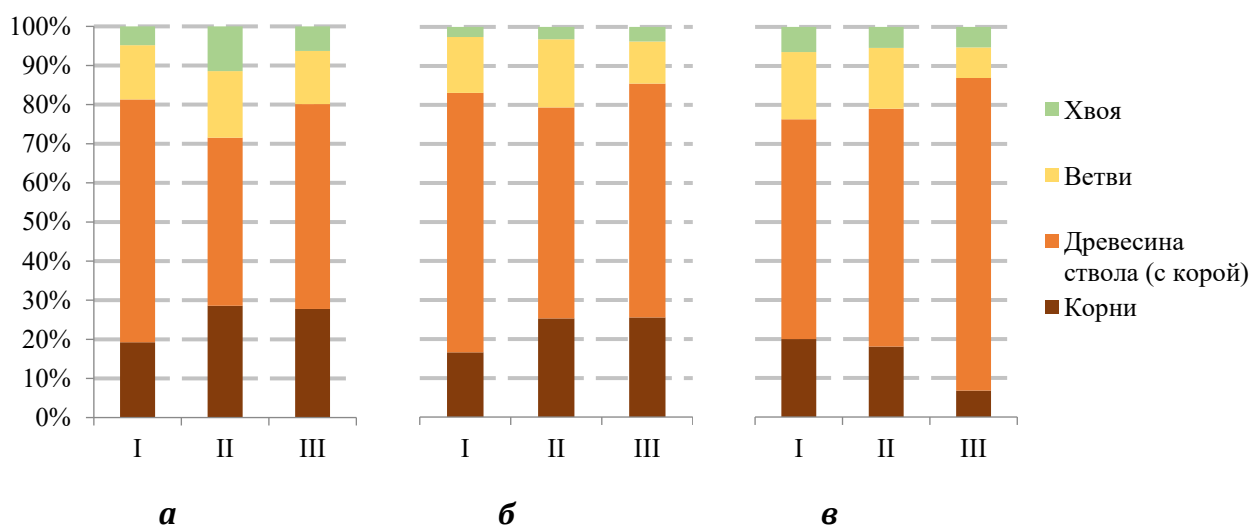 100%
90%
80%
70%
60%
50%
40%
30%
20%
10%
0%
I II III I II III I II III
а б в
Хвоя
Ветви
Древесина
ствола (с корой)
Корни